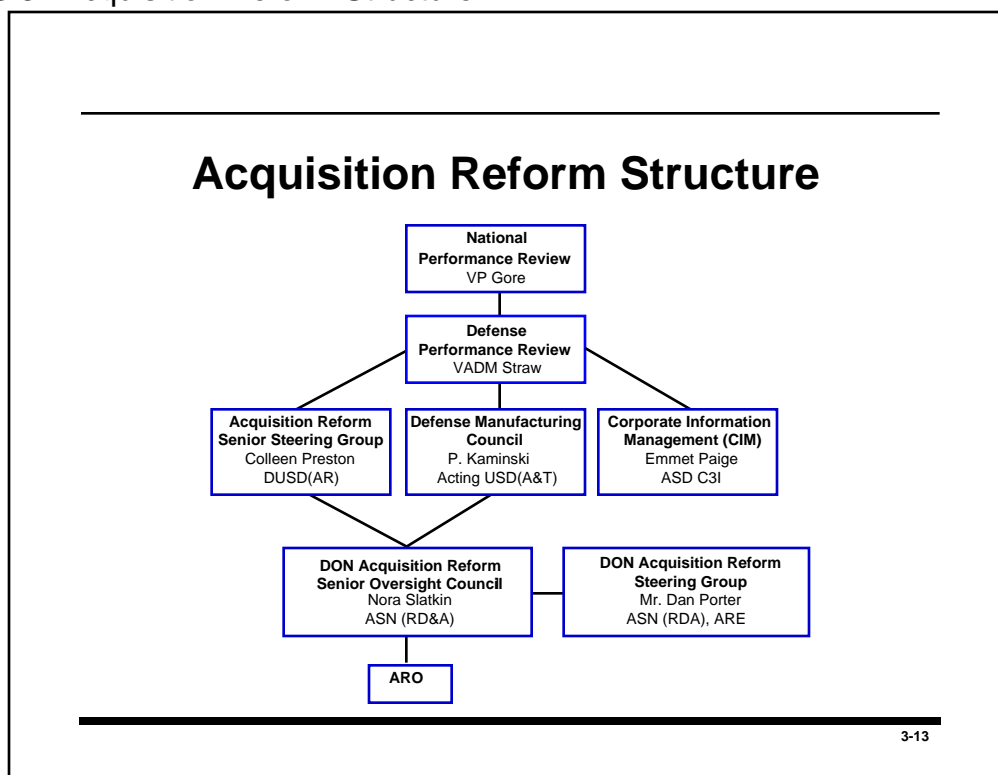 Acquisition Reform Structure
National
Performance Review
VP Gore
Defense
Performance Review
VADM Straw
Acquisition Reform
Senior Steering Group
Colleen Preston
DUSD(AR)
Defense Manufacturing
Council
P. Kaminski
Acting USD(A&T)
Corporate Information
Management (CIM)
Emmet Paige
ASD C3I
DON Acquisition Reform
Senior Oversight Council
Nora Slatkin
ASN (RD&A)
DON Acquisition Reform
Steering Group
Mr. Dan Porter
ASN (RDA), ARE
ARO
3-13